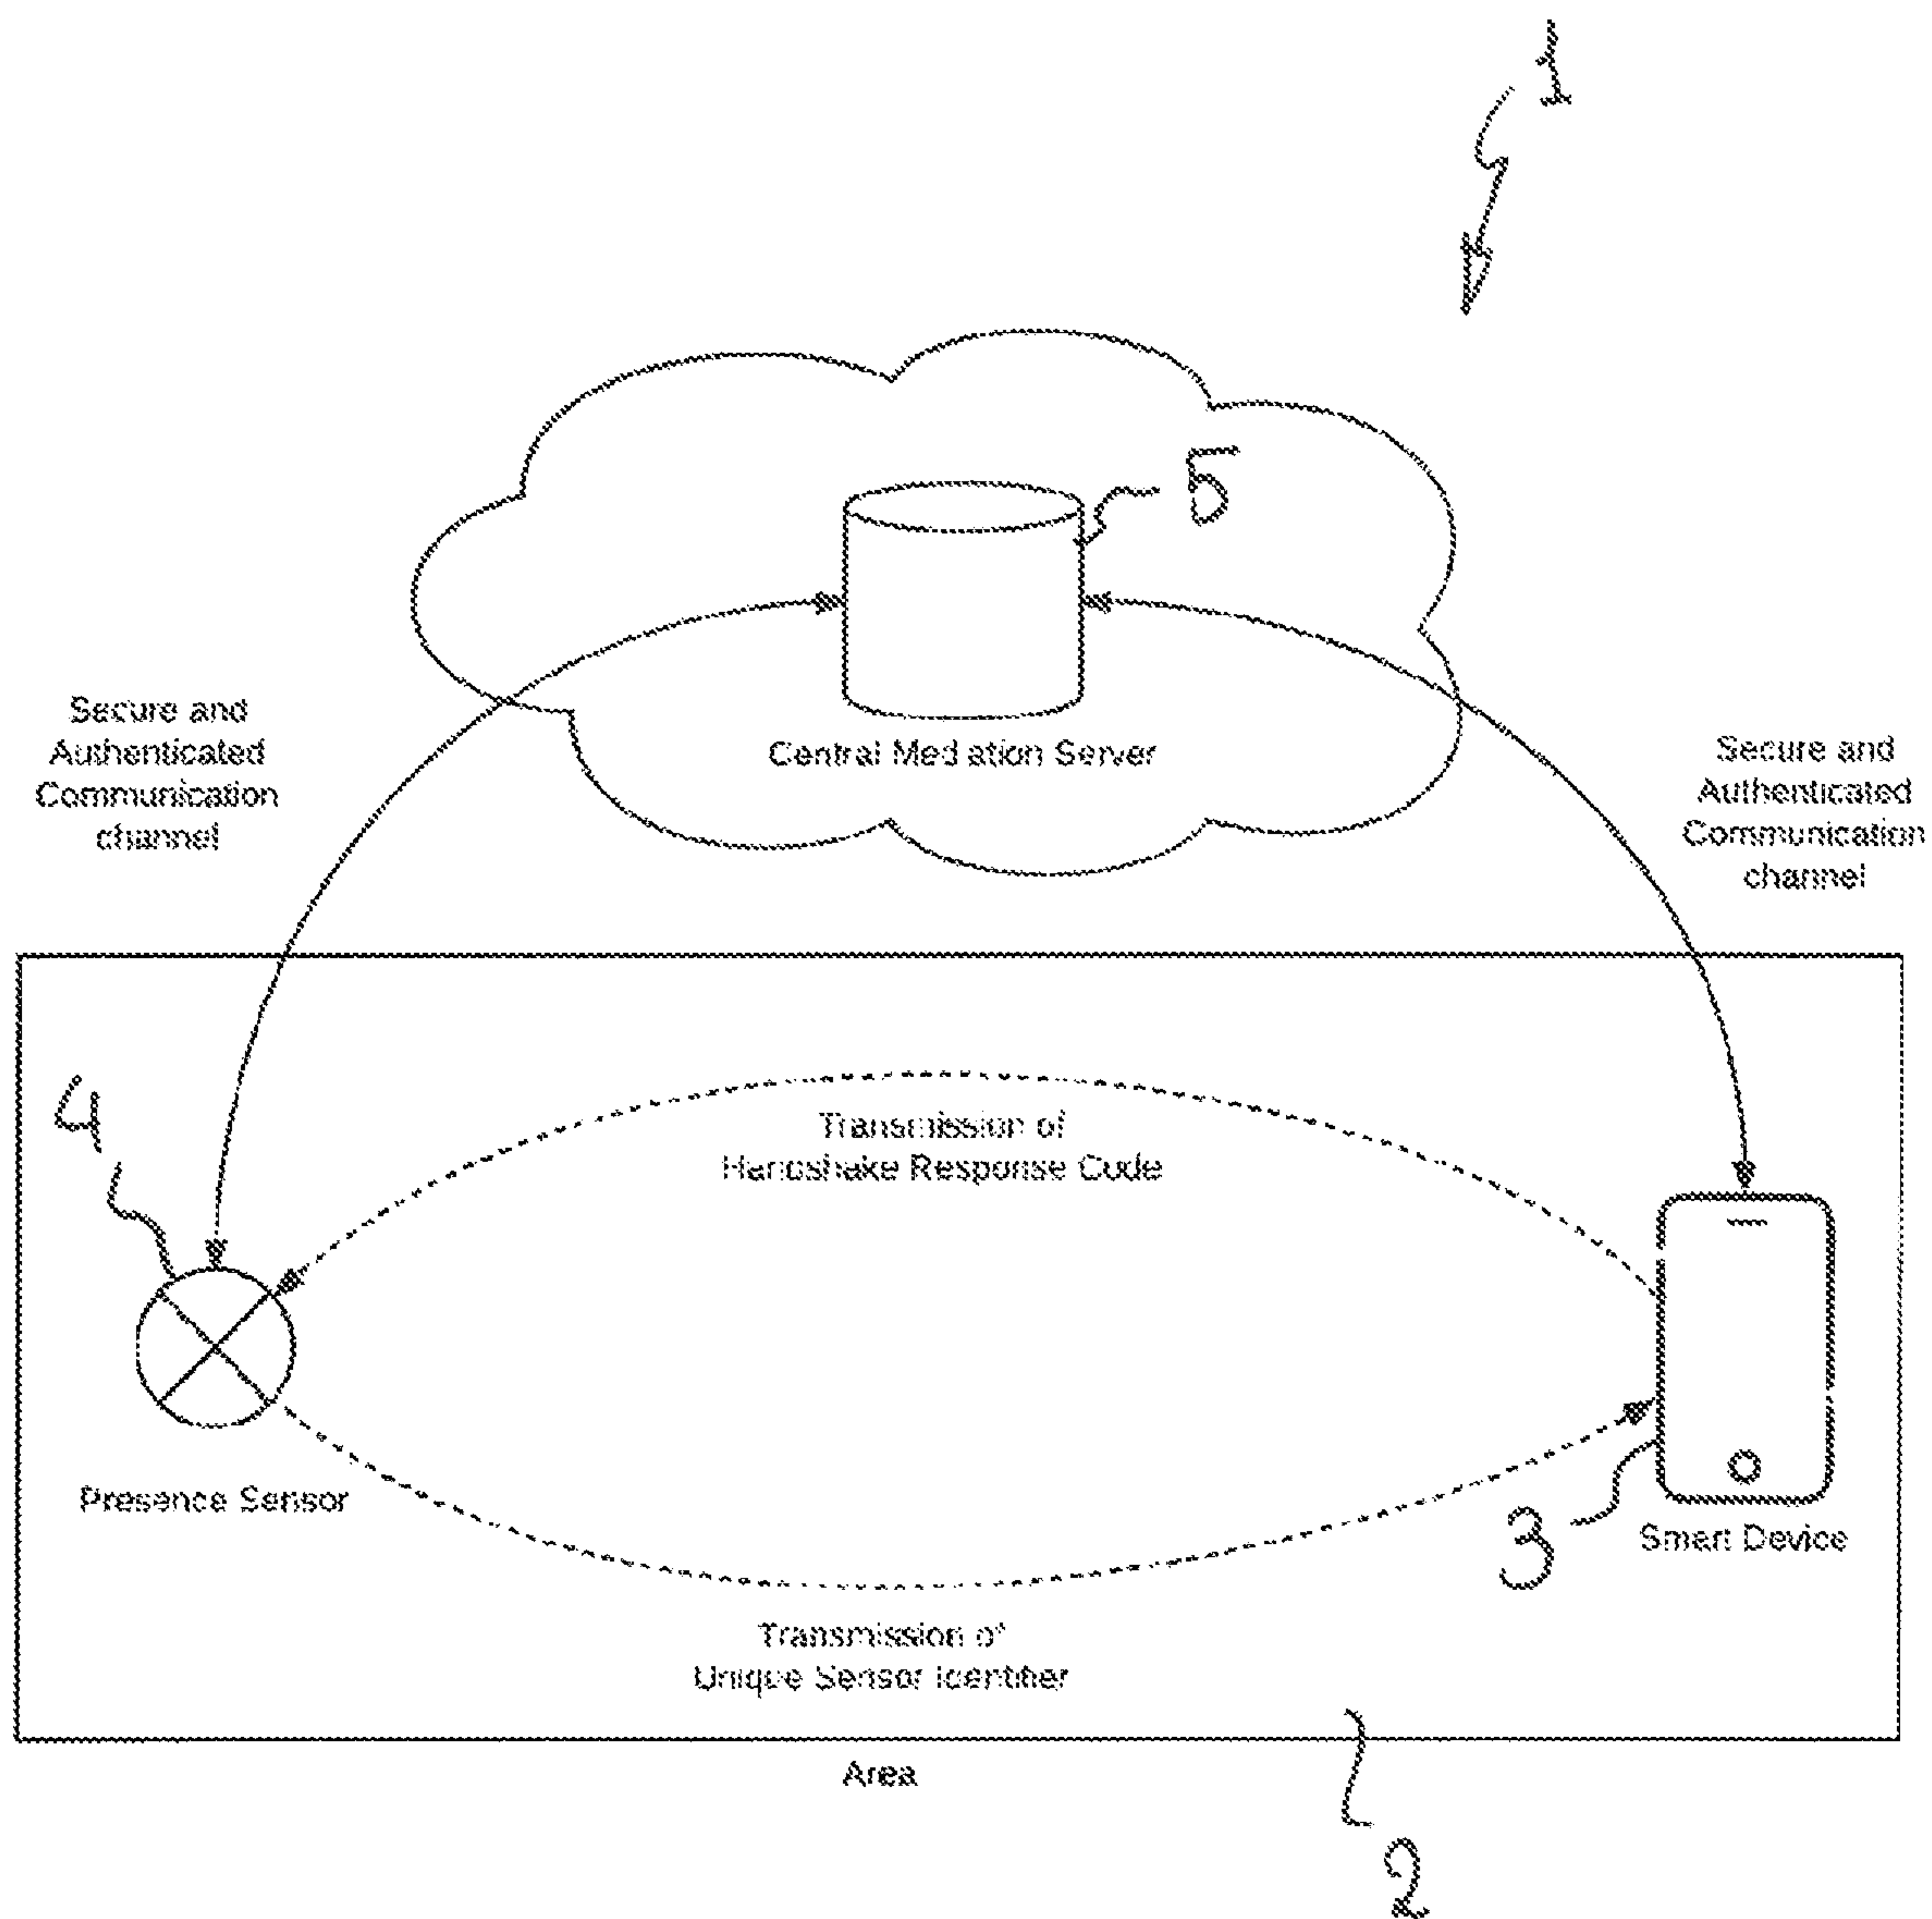 1
5
Secure and
Authenticated
Communication
channel
Central Mediation Server
Secure and
Authenticated
Communication
channel
4
Transmission of
Handshake Response Code
Presence Sensor
3
Smart Device
Transmission of
Unique Sensor Identifier
Area
2